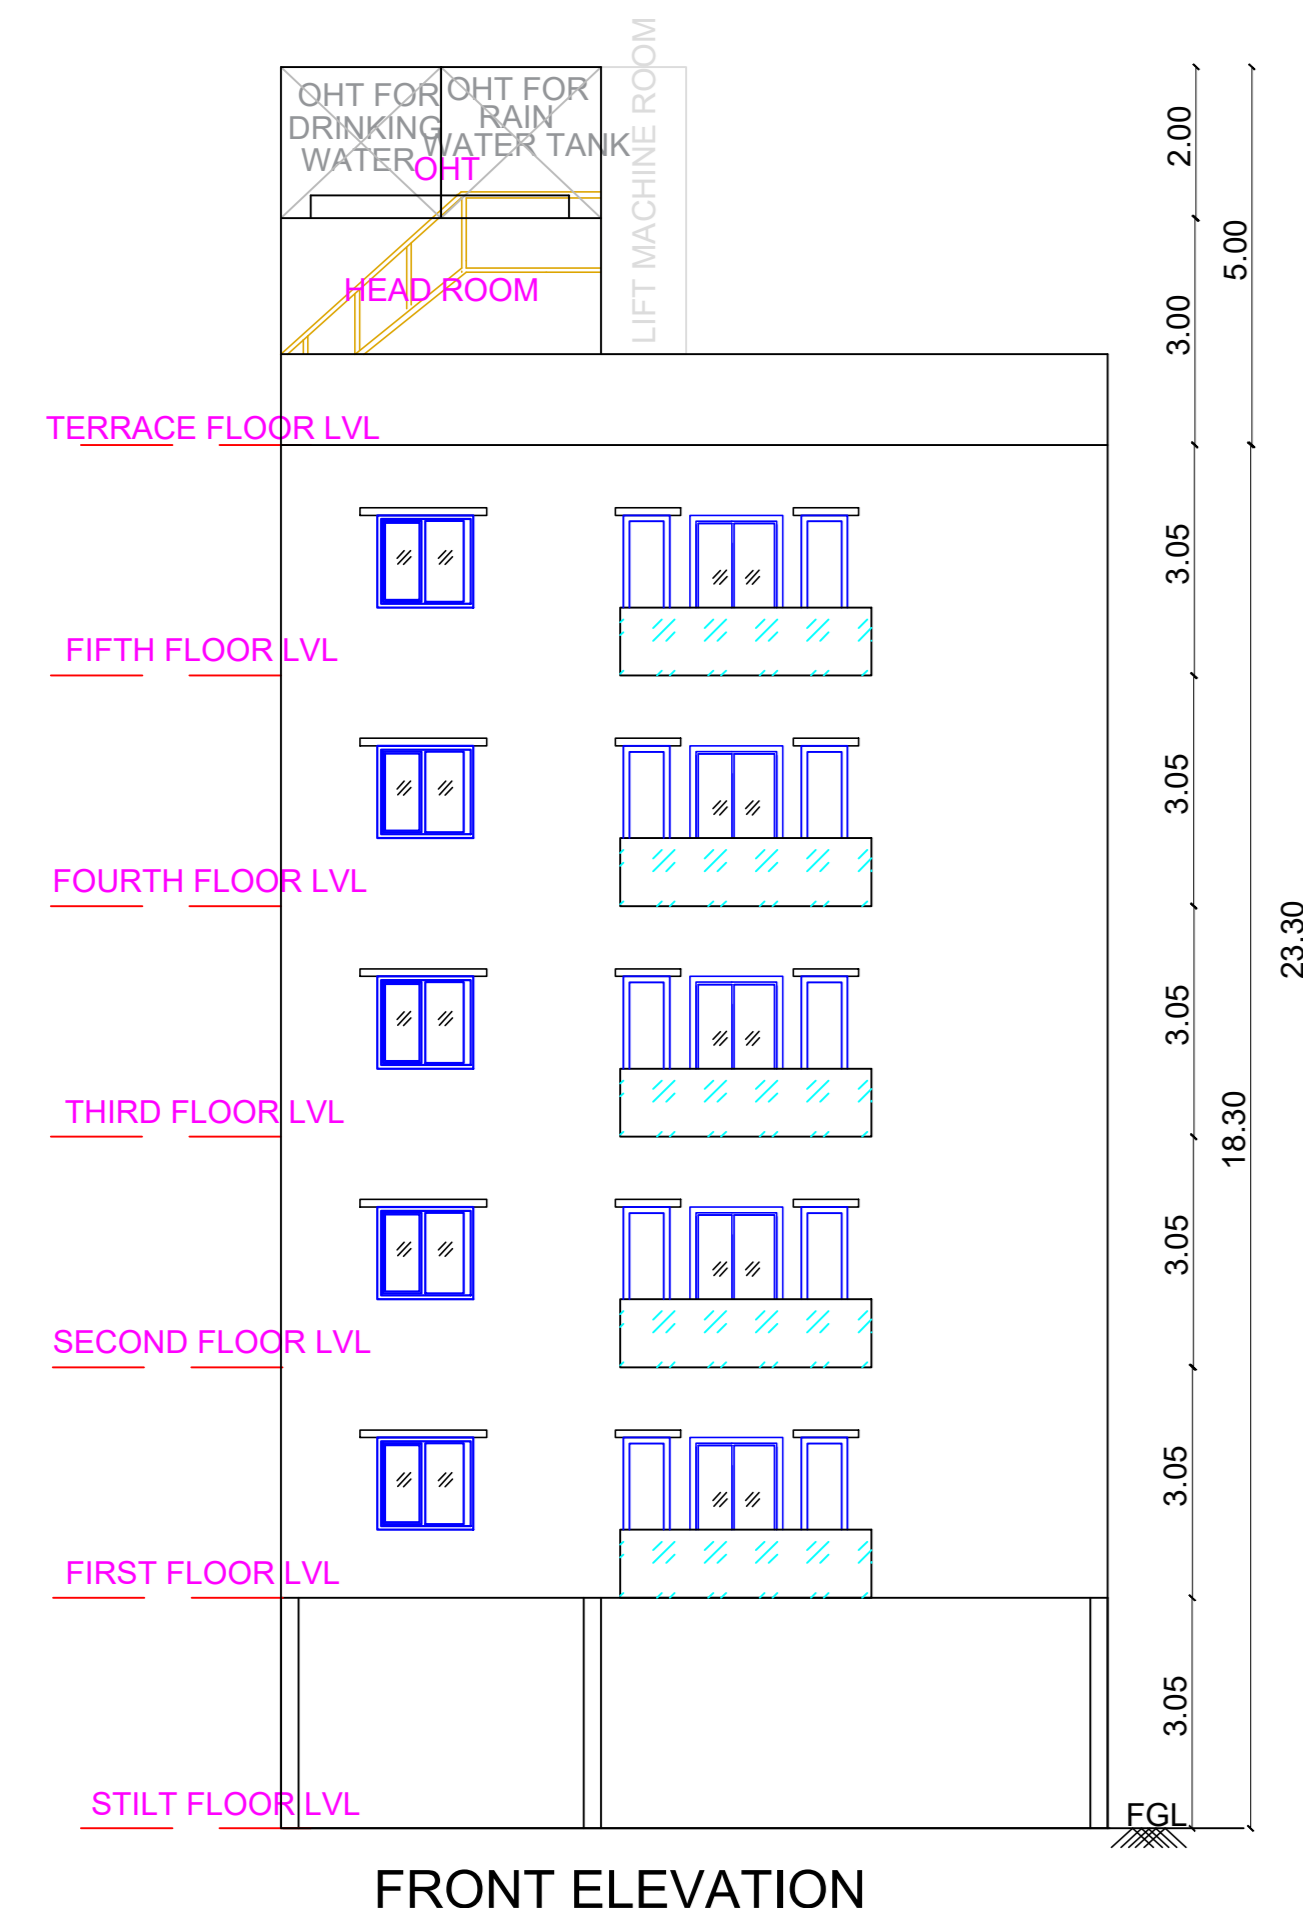 LIFT MACHINE ROOM
OHT FOR
DRINKING
WATER
OHT FOR
RAIN
WATER TANK
OHT
2.00
5.00
HEAD ROOM
3.00
TERRACE FLOOR LVL
3.05
FIFTH FLOOR LVL
3.05
FOURTH FLOOR LVL
23.30
3.05
THIRD FLOOR LVL
18.30
3.05
SECOND FLOOR LVL
3.05
FIRST FLOOR LVL
3.05
STILT FLOOR LVL
FGL
FRONT ELEVATION